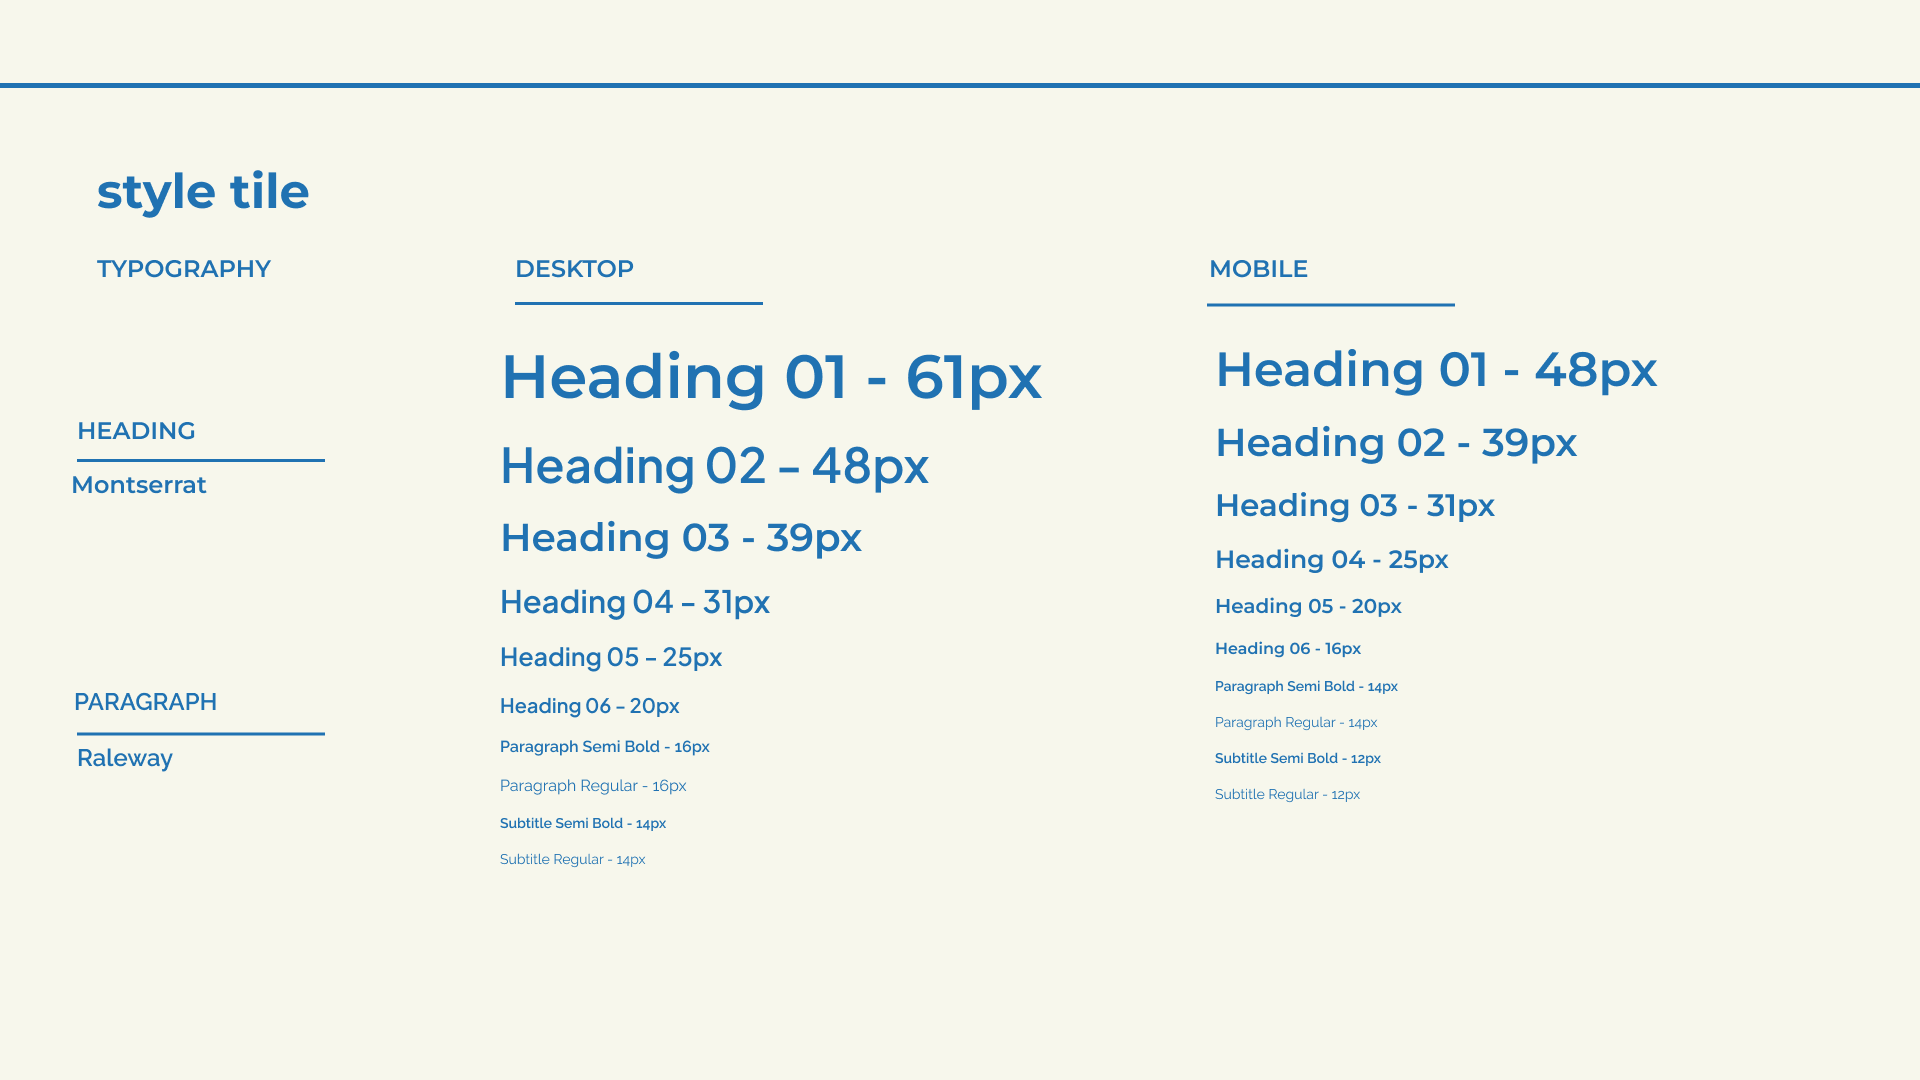 style tile
TYPOGRAPHY
HEADING
Montserrat
PARAGRAPH
Raleway
DESKTOP
Heading 01 - 61px
Heading 02 – 48px
Heading 03 - 39px
Heading 04 – 31px
Heading 05 – 25px
Heading 06 – 20px
Paragraph Semi Bold - 16px
Paragraph Regular - 16px
Subtitle Semi Bold - 14px
Subtitle Regular - 14px
MOBILE
Heading 01 - 48px
Heading 02 - 39px
Heading 03 - 31px
Heading 04 - 25px
Heading 05 - 20px
Heading 06 - 16px
Paragraph Semi Bold - 14px
Paragraph Regular - 14px
Subtitle Semi Bold - 12px
Subtitle Regular - 12px